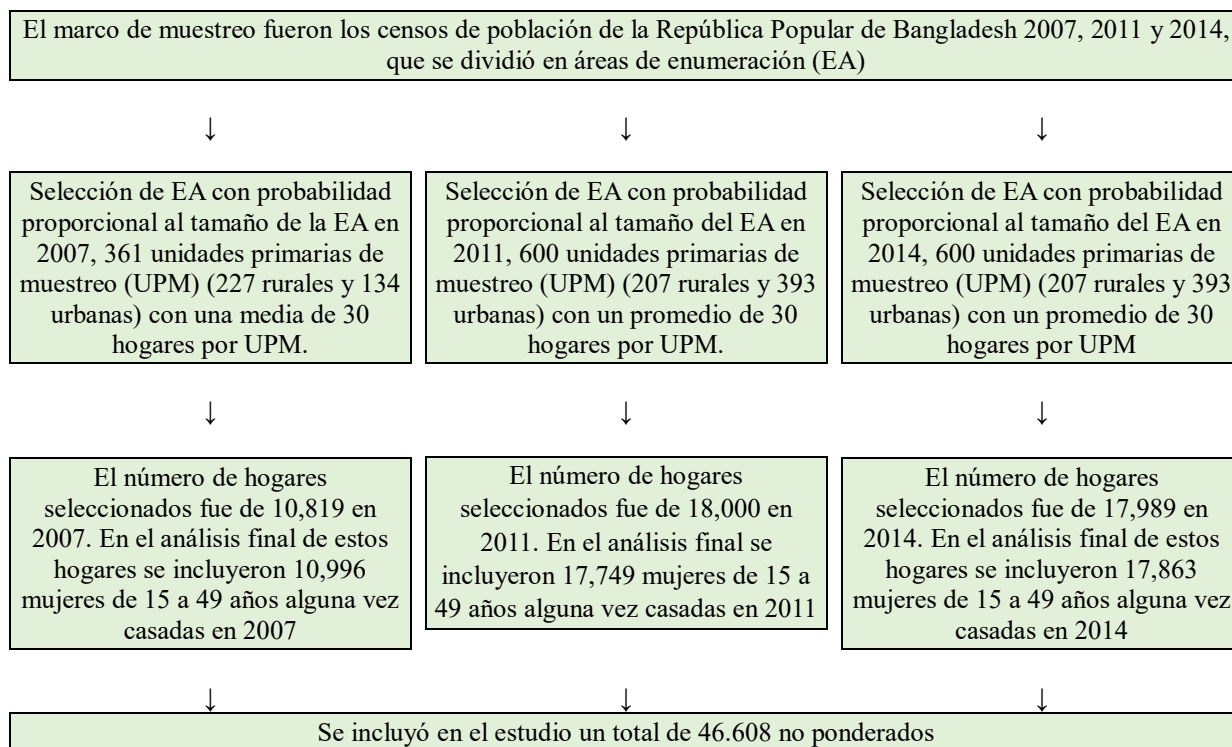 El marco de muestreo fueron los censos de población de la República Popular de Bangladesh 2007, 2011 y 2014,
que se dividió en áreas de enumeración (EA)
↓ ↓ ↓
Selección de EA con probabilidad
proporcional al tamaño de la EA en
2007, 361 unidades primarias de
muestreo (UPM) (227 rurales y 134
urbanas) con una media de 30
hogares por UPM.
Selección de EA con probabilidad
proporcional al tamaño del EA en
2011, 600 unidades primarias de
muestreo (UPM) (207 rurales y 393
urbanas) con un promedio de 30
hogares por UPM.
Selección de EA con probabilidad
proporcional al tamaño del EA en
2014, 600 unidades primarias de
muestreo (UPM) (207 rurales y 393
urbanas) con un promedio de 30
hogares por UPM
↓ ↓ ↓
El número de hogares
seleccionados fue de 10,819 en
2007. En el análisis final de estos
hogares se incluyeron 10,996
mujeres de 15 a 49 años alguna vez
casadas en 2007
El número de hogares
seleccionados fue de 18,000 en
2011. En el análisis final se
incluyeron 17,749 mujeres de 15 a
49 años alguna vez casadas en 2011
El número de hogares
seleccionados fue de 17,989 en
2014. En el análisis final de estos
hogares se incluyeron 17,863
mujeres de 15 a 49 años alguna vez
casadas en 2014
↓ ↓ ↓
Se incluyó en el estudio un total de 46.608 no ponderados